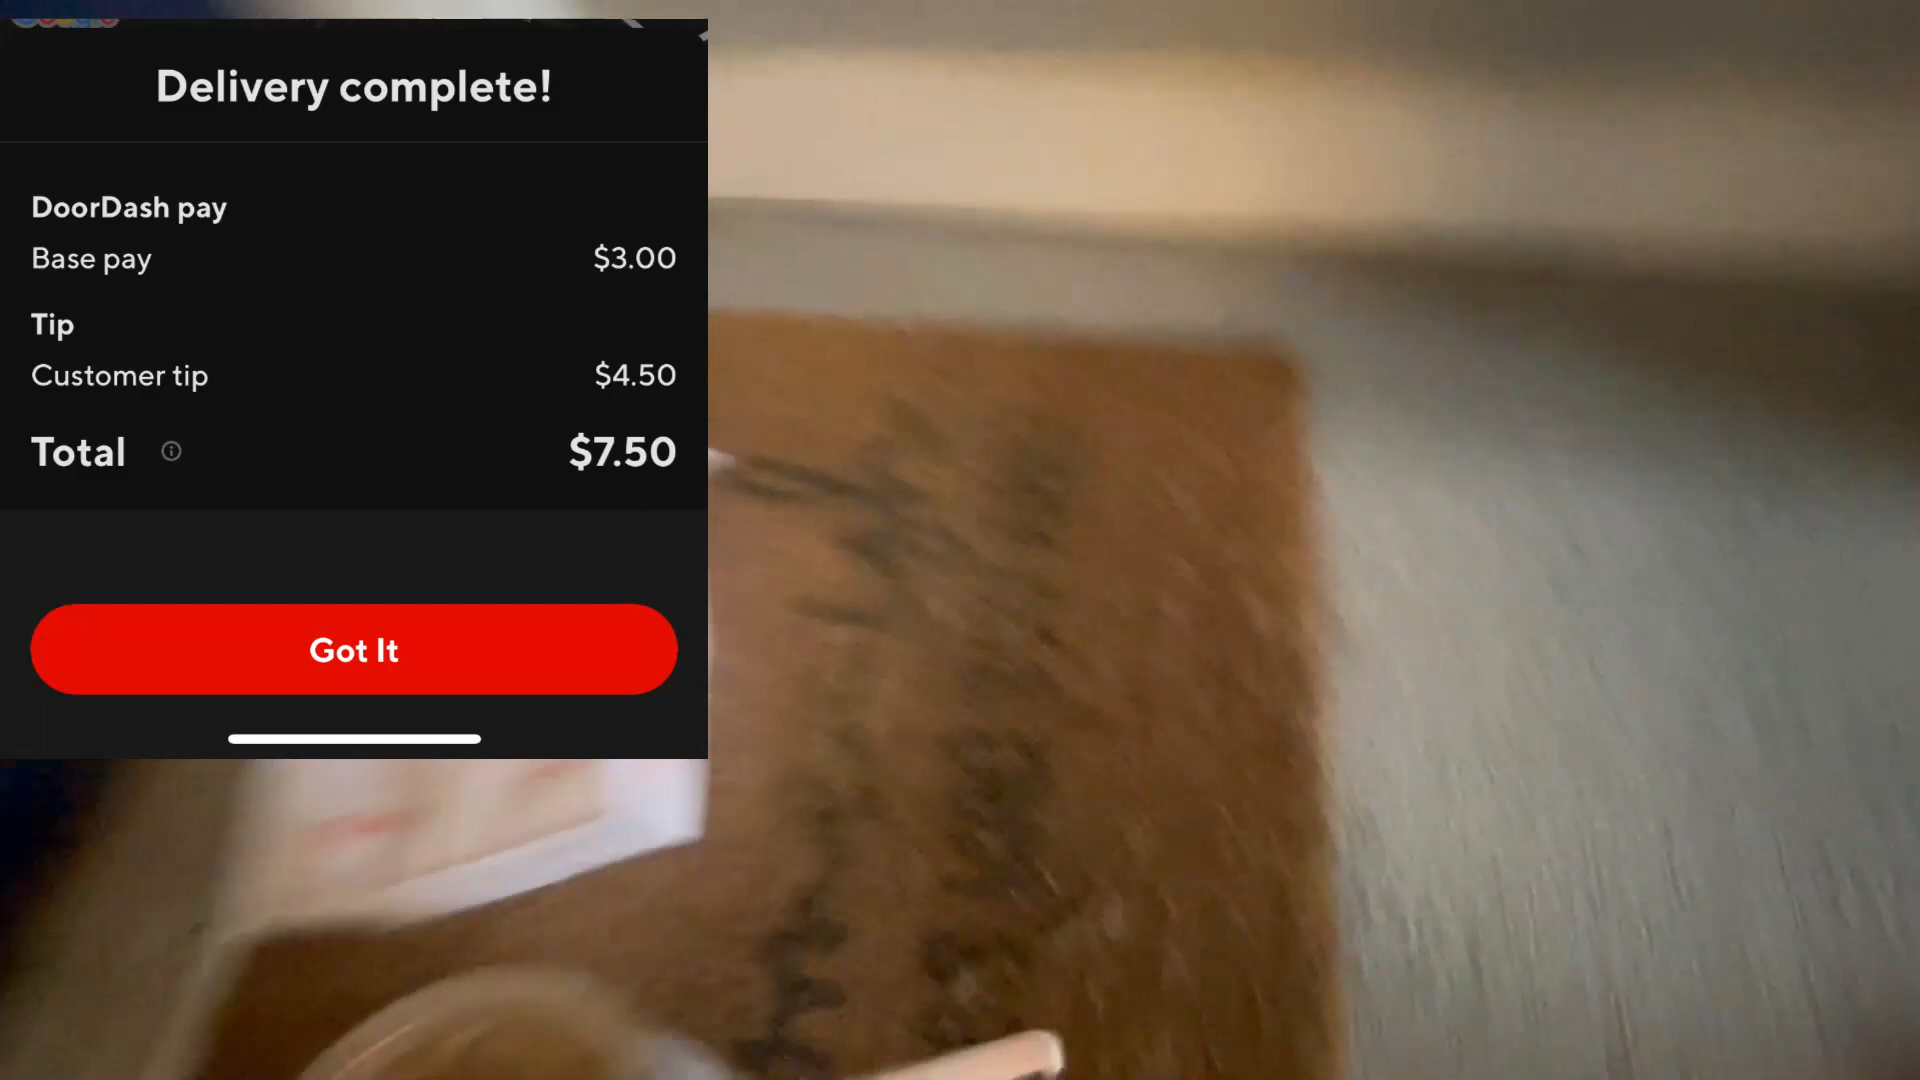 Delivery complete!
DoorDash pay
Base pay $3.00
Tip
Customer tip $4.50
Total $7.50
Got It